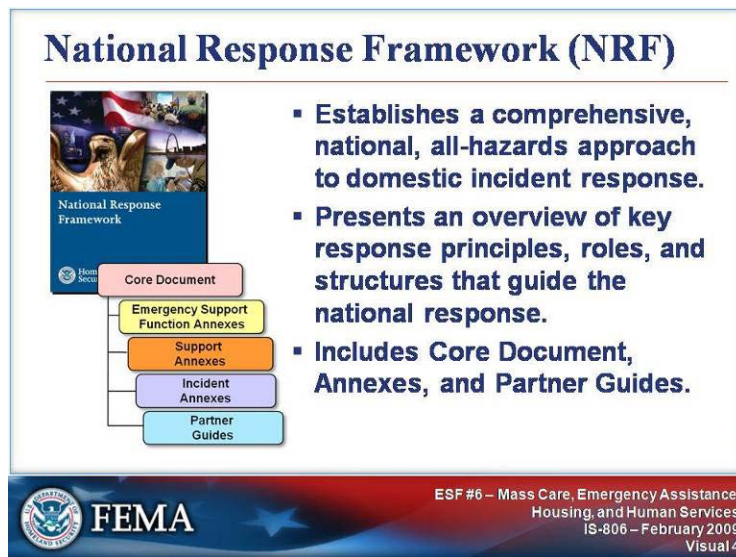 National Response Framework (NRF)
National Response
Framework
Core Document
Emergency Support
Function Annexes
Support
Annexes
Incident
Annexes
Partner
Guides
▪ Establishes a comprehensive,
national, all-hazards approach
to domestic incident response.
▪ Presents an overview of key
response principles, roles, and
structures that guide the
national response.
▪ Includes Core Document,
Annexes, and Partner Guides.
FEMA
ESF #6 – Mass Care, Emergency Assistance
Housing, and Human Services
IS-806 – February 2009
Visual 4